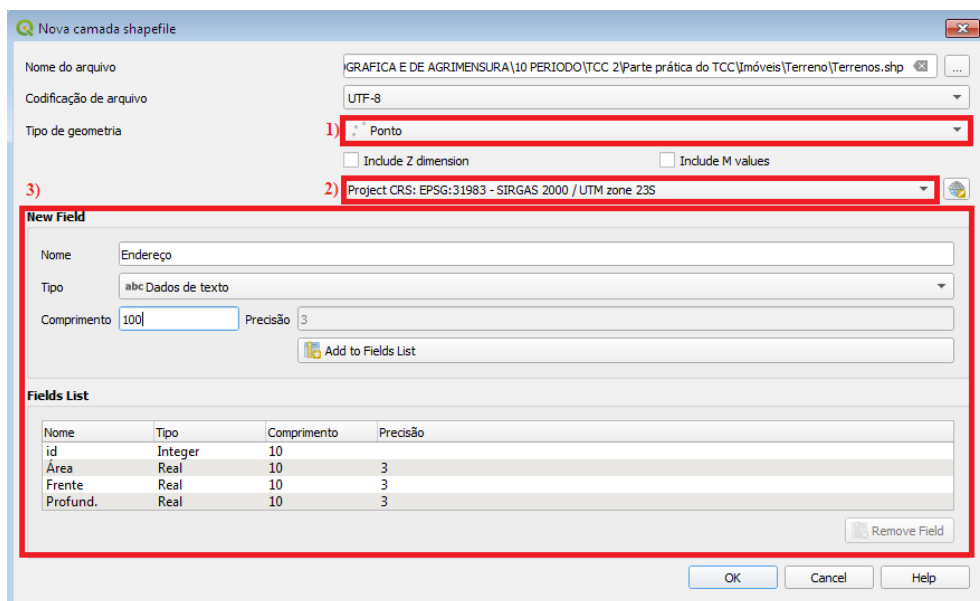 Nova camada shapefile
Nome do arquivo GRAFICA E DE AGRIMENSURA\10 PERIODO\TCC 2\Parte prática do TCC\Imóveis\Terreno\Terrenos.shp ...
Codificação de arquivo UTF-8
Tipo de geometria 1) Ponto
Include Z dimension Include M values
3) 2) Project CRS: EPSG:31983 - SIRGAS 2000 / UTM zone 23S
New Field
Nome Endereço
Tipo abc Dados de texto
Comprimento 100 Precisão 3
Add to Fields List
Fields List
Nome Tipo Comprimento Precisão
id Integer 10
Área Real 10 3
Frente Real 10 3
Profund. Real 10 3
Remove Field
OK Cancel Help